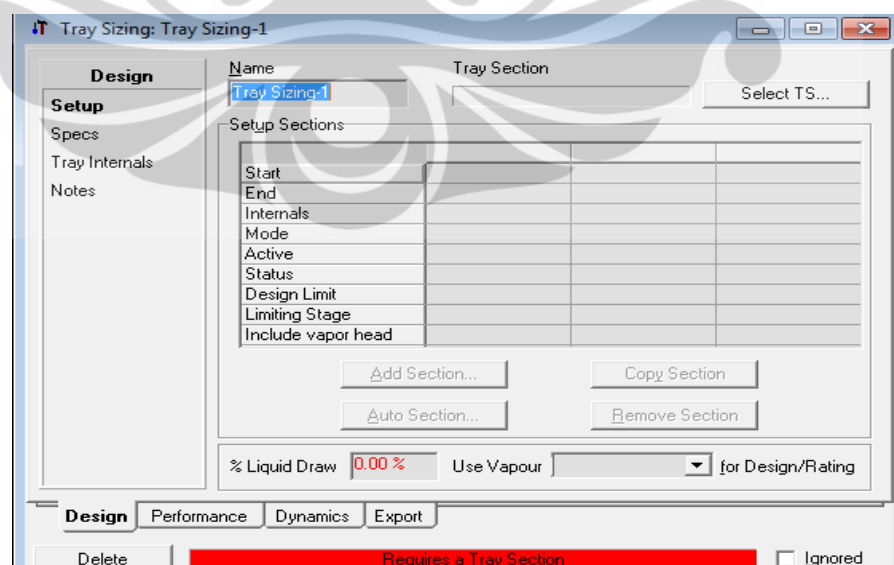 Tray Sizing: Tray Sizing-1
Design
Setup
Specs
Tray Internals
Notes
Name
Tray Sizing-1
Tray Section
Select TS...
Setup Sections
Start
End
Internals
Mode
Active
Status
Design Limit
Limiting Stage
Include vapor head
Add Section...
Copy Section
Auto Section...
Remove Section
% Liquid Draw 0.00 % Use Vapour for Design/Rating
Design Performance Dynamics Export
Delete Requires a Tray Section Ignored